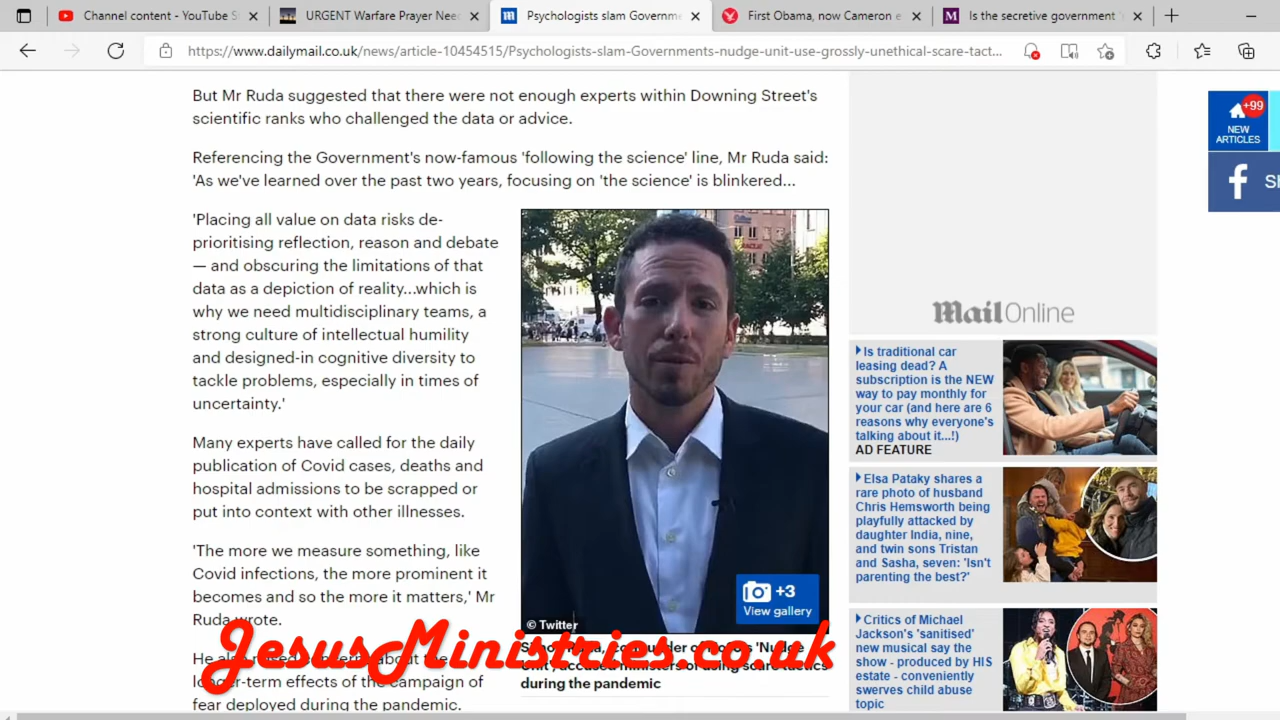 Channel content - YouTube S
URGENT Warfare Prayer Nee
Psychologists slam Governme
First Obama, now Cameron e
Is the secretive government '
https://www.dailymail.co.uk/news/article-10454515/Psychologists-slam-Governments-nudge-unit-use-grossly-unethical-scare-tact...
But Mr Ruda suggested that there were not enough experts within Downing Street's
scientific ranks who challenged the data or advice.
Referencing the Government's now-famous 'following the science' line, Mr Ruda said:
'As we've learned over the past two years, focusing on 'the science' is blinkered...
'Placing all value on data risks de-
prioritising reflection, reason and debate
— and obscuring the limitations of that
data as a depiction of reality...which is
why we need multidisciplinary teams, a
strong culture of intellectual humility
and designed-in cognitive diversity to
tackle problems, especially in times of
uncertainty.'
Many experts have called for the daily
publication of Covid cases, deaths and
hospital admissions to be scrapped or
put into context with other illnesses.
'The more we measure something, like
Covid infections, the more prominent it
becomes and so the more it matters,' Mr
Ruda wrote.
He about the
term effects of the campaign of
fear deployed during the pandemic.
+3
View gallery
© Twitter
'Nudge
accused ministers of using scare tactics
during the pandemic
JesusMinistries.co.uk
MailOnline
Is traditional car
leasing dead? A
subscription is the NEW
way to pay monthly for
your car (and here are 6
reasons why everyone's
talking about it...!)
AD FEATURE
Elsa Pataky shares a
rare photo of husband
Chris Hemsworth being
playfully attacked by
daughter India, nine,
and twin sons Tristan
and Sasha, seven: 'Isn't
parenting the best?'
Critics of Michael
Jackson's 'sanitised'
new musical say the
show - produced by HIS
estate - conveniently
swerves child abuse
topic
+99
NEW
ARTICLES
f SH